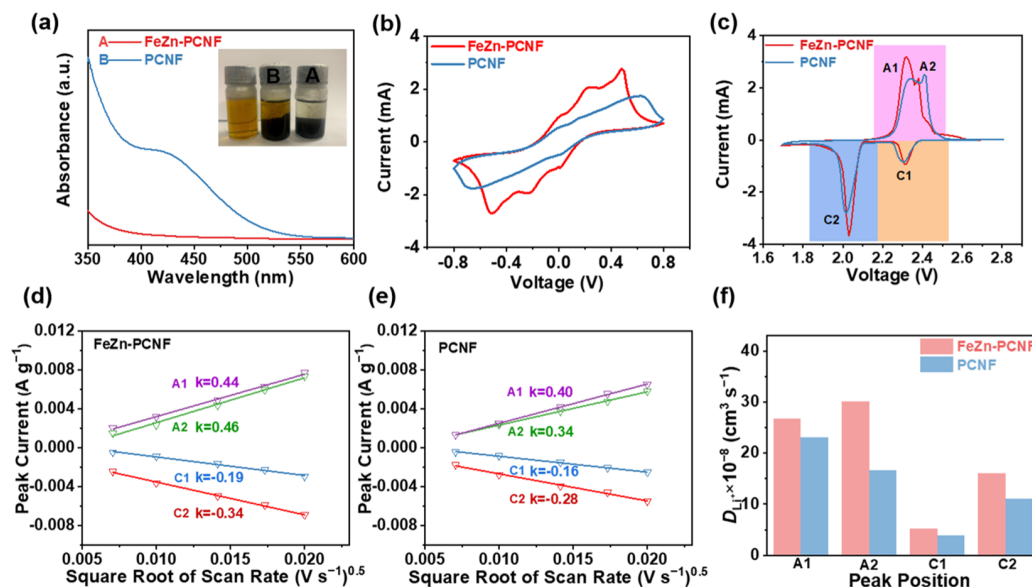 (a)
A FeZn-PCNF
B PCNF
B A
Absorbance (a.u.)
350 400 450 500 550 600
Wavelength (nm)
(b)
FeZn-PCNF
PCNF
Current (mA)
4
2
0
-2
-4
-0.8 -0.4 0.0 0.4 0.8
Voltage (V)
(c)
FeZn-PCNF
PCNF
A1 A2
C1
C2
Current (mA)
4
2
0
-2
-4
1.6 1.8 2.0 2.2 2.4 2.6 2.8
Voltage (V)
(d)
FeZn-PCNF
A1 k=0.44
A2 k=0.46
C1 k=-0.19
C2 k=-0.34
Peak Current (A g⁻¹)
0.012
0.008
0.004
0.000
-0.004
-0.008
0.005 0.010 0.015 0.020
Square Root of Scan Rate (V s⁻¹)⁰·⁵
(e)
PCNF
A1 k=0.40
A2 k=0.34
C1 k=-0.16
C2 k=-0.28
Peak Current (A g⁻¹)
0.012
0.008
0.004
0.000
-0.004
-0.008
0.005 0.010 0.015 0.020
Square Root of Scan Rate (V s⁻¹)⁰·⁵
(f)
FeZn-PCNF
PCNF
D Li⁺×10⁻⁸ (cm³ s⁻¹)
40
30
20
10
0
A1 A2 C1 C2
Peak Position